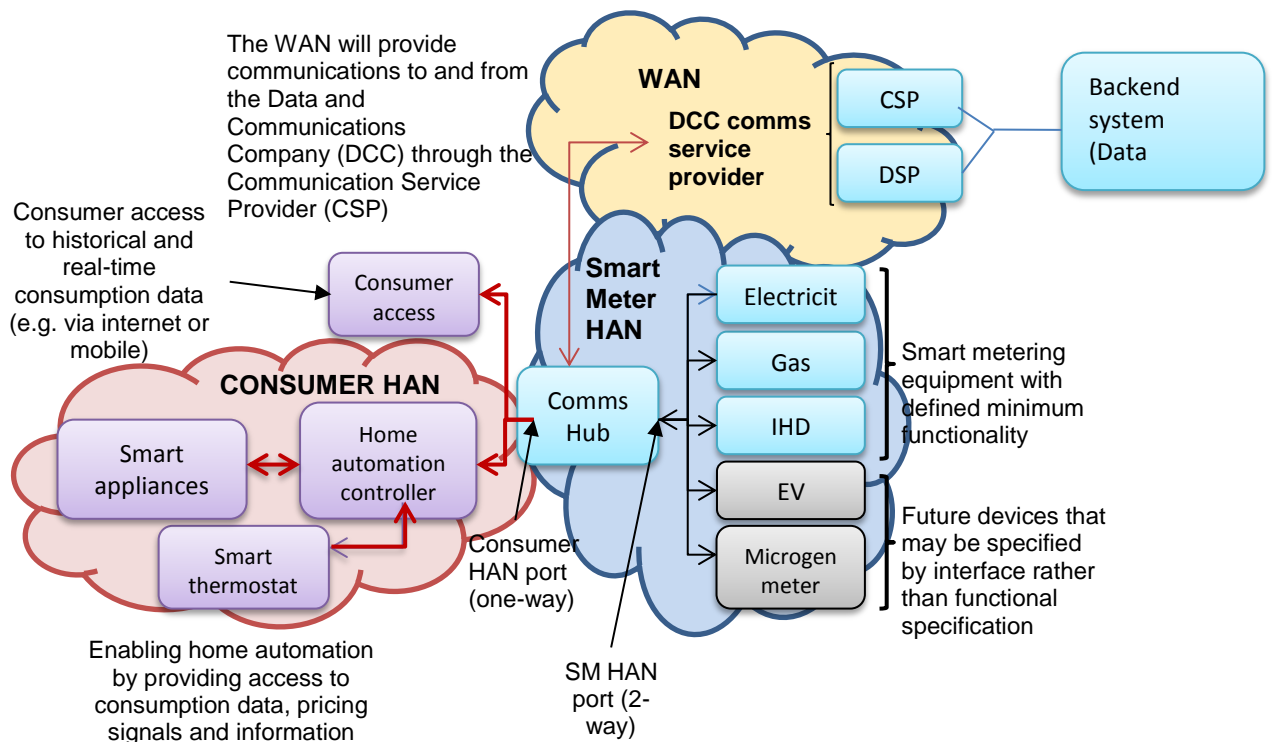 The WAN will provide
communications to and from
the Data and
Communications
Company (DCC) through the
Communication Service
Provider (CSP)
WAN
DCC comms
service
provider
CSP
DSP
Backend
system
(Data
Consumer access
to historical and
real-time
consumption data
(e.g. via internet or
mobile)
Consumer
access
Smart
Meter
HAN
Electricit
Gas
IHD
EV
Microgen
meter
Smart metering
equipment with
defined minimum
functionality
Future devices that
may be specified
by interface rather
than functional
specification
CONSUMER HAN
Smart
appliances
Home
automation
controller
Smart
thermostat
Comms
Hub
Consumer
HAN port
(one-way)
SM HAN
port (2-
way)
Enabling home automation
by providing access to
consumption data, pricing
signals and information